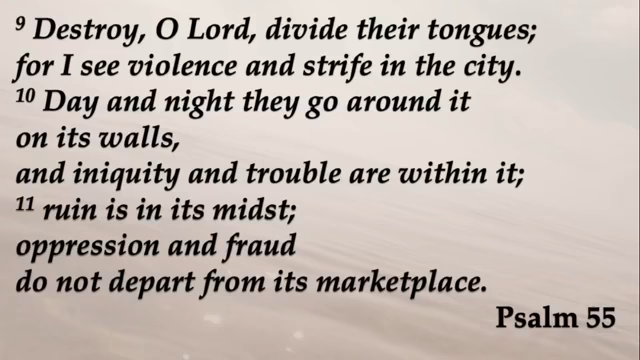 ⁹ Destroy, O Lord, divide their tongues;
for I see violence and strife in the city.
¹⁰ Day and night they go around it
on its walls,
and iniquity and trouble are within it;
¹¹ ruin is in its midst;
oppression and fraud
do not depart from its marketplace.
Psalm 55